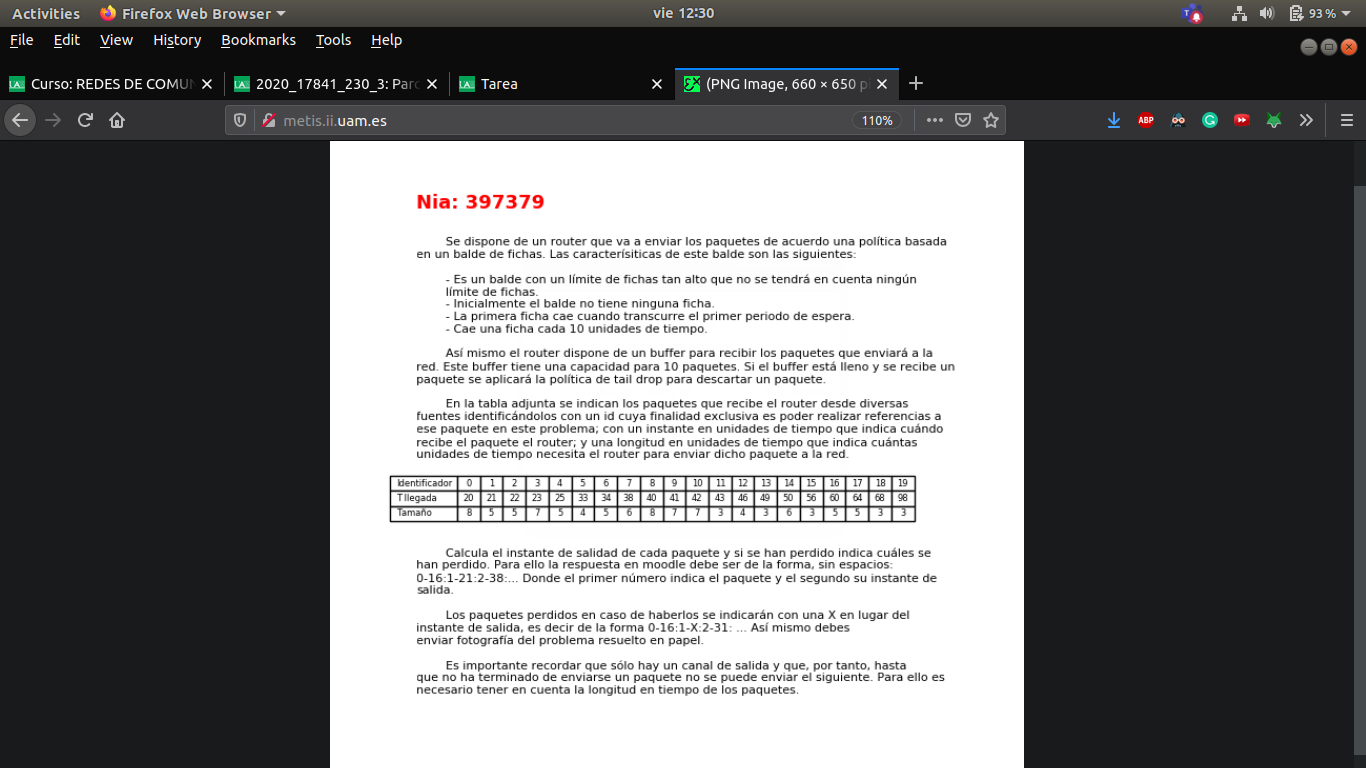 Activities Firefox Web Browser vie 12:30 93 %
File Edit View History Bookmarks Tools Help
Curso: REDES DE COMUN 2020_17841_230_3: Parc Tarea (PNG Image, 660 × 650 p
metis.ii.uam.es 110%
Nia: 397379
Se dispone de un router que va a enviar los paquetes de acuerdo una política basada
en un balde de fichas. Las caracterísiticas de este balde son las siguientes:
- Es un balde con un límite de fichas tan alto que no se tendrá en cuenta ningún
límite de fichas.
- Inicialmente el balde no tiene ninguna ficha.
- La primera ficha cae cuando transcurre el primer periodo de espera.
- Cae una ficha cada 10 unidades de tiempo.
Así mismo el router dispone de un buffer para recibir los paquetes que enviará a la
red. Este buffer tiene una capacidad para 10 paquetes. Si el buffer está lleno y se recibe un
paquete se aplicará la política de tail drop para descartar un paquete.
En la tabla adjunta se indican los paquetes que recibe el router desde diversas
fuentes identificándolos con un id cuya finalidad exclusiva es poder realizar referencias a
ese paquete en este problema; con un instante en unidades de tiempo que indica cuándo
recibe el paquete el router; y una longitud en unidades de tiempo que indica cuántas
unidades de tiempo necesita el router para enviar dicho paquete a la red.
Identificador 0 1 2 3 4 5 6 7 8 9 10 11 12 13 14 15 16 17 18 19
T llegada 20 21 22 23 25 33 34 38 40 41 42 43 46 49 50 56 60 64 68 98
Tamaño 8 5 5 7 5 4 5 6 8 7 7 3 4 3 6 3 5 5 3 3
Calcula el instante de salidad de cada paquete y si se han perdido indica cuáles se
han perdido. Para ello la respuesta en moodle debe ser de la forma, sin espacios:
0-16:1-21:2-38:... Donde el primer número indica el paquete y el segundo su instante de
salida.
Los paquetes perdidos en caso de haberlos se indicarán con una X en lugar del
instante de salida, es decir de la forma 0-16:1-X:2-31: ... Así mismo debes
enviar fotografía del problema resuelto en papel.
Es importante recordar que sólo hay un canal de salida y que, por tanto, hasta
que no ha terminado de enviarse un paquete no se puede enviar el siguiente. Para ello es
necesario tener en cuenta la longitud en tiempo de los paquetes.